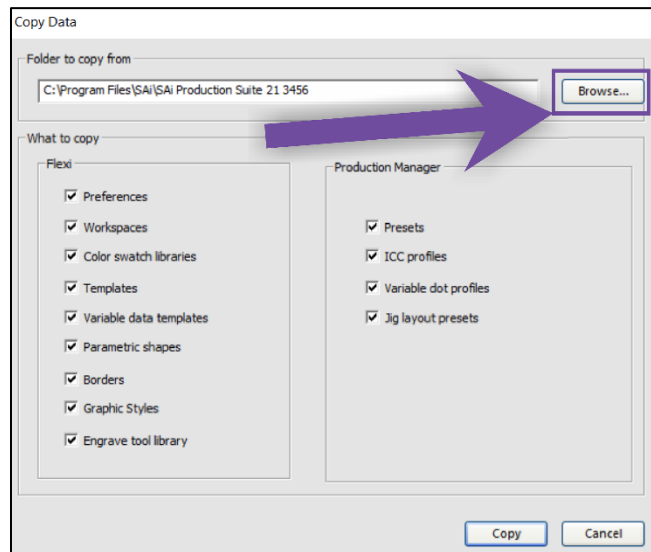 Copy Data
Folder to copy from
C:\Program Files\SAi\SAi Production Suite 21 3456
Browse...
What to copy
Flexi
Preferences
Workspaces
Color swatch libraries
Templates
Variable data templates
Parametric shapes
Borders
Graphic Styles
Engrave tool library
Production Manager
Presets
ICC profiles
Variable dot profiles
Jig layout presets
Copy
Cancel